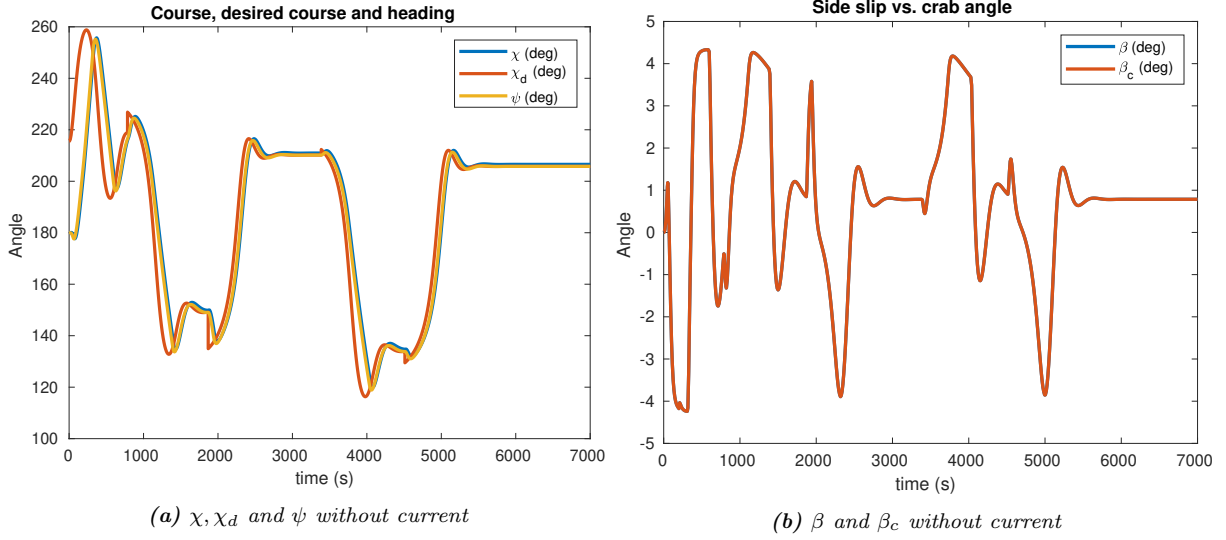 Course, desired course and heading
260
240
220
200
180
160
140
120
100
Angle
χ (deg)
χd (deg)
ψ (deg)
0 1000 2000 3000 4000 5000 6000 7000
time (s)
(a) χ, χd and ψ without current
Side slip vs. crab angle
5
4
3
2
1
0
-1
-2
-3
-4
-5
Angle
β (deg)
βc (deg)
0 1000 2000 3000 4000 5000 6000 7000
time (s)
(b) β and βc without current